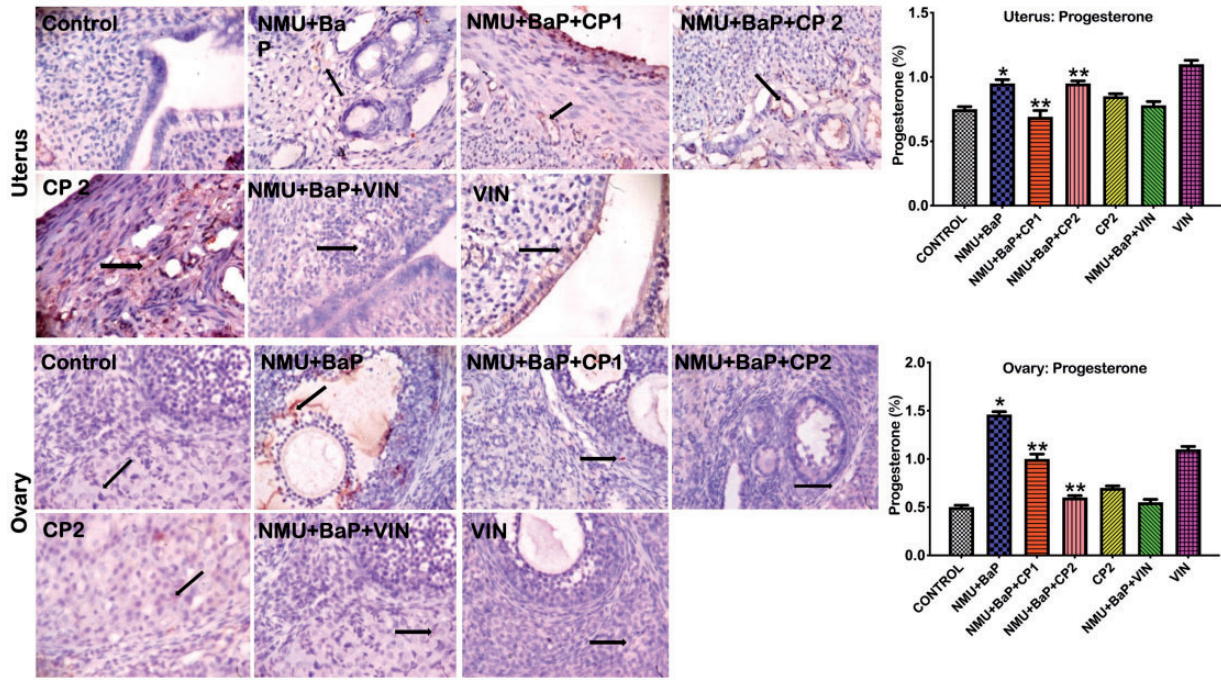 Control
NMU+Ba
P
NMU+BaP+CP1
NMU+BaP+CP 2
Uterus
CP 2
NMU+BaP+VIN
VIN
Uterus: Progesterone
Progesterone (%)
1.5
1.0
0.5
0.0
*
**
**
CONTROL
NMU+BaP
NMU+BaP+CP1
NMU+BaP+CP2
CP2
NMU+BaP+VIN
VIN
Control
NMU+BaP
NMU+BaP+CP1
NMU+BaP+CP2
Ovary
CP2
NMU+BaP+VIN
VIN
Ovary: Progesterone
Progesterone (%)
2.0
1.5
1.0
0.5
0.0
*
**
**
CONTROL
NMU+BaP
NMU+BaP+CP1
NMU+BaP+CP2
CP2
NMU+BaP+VIN
VIN